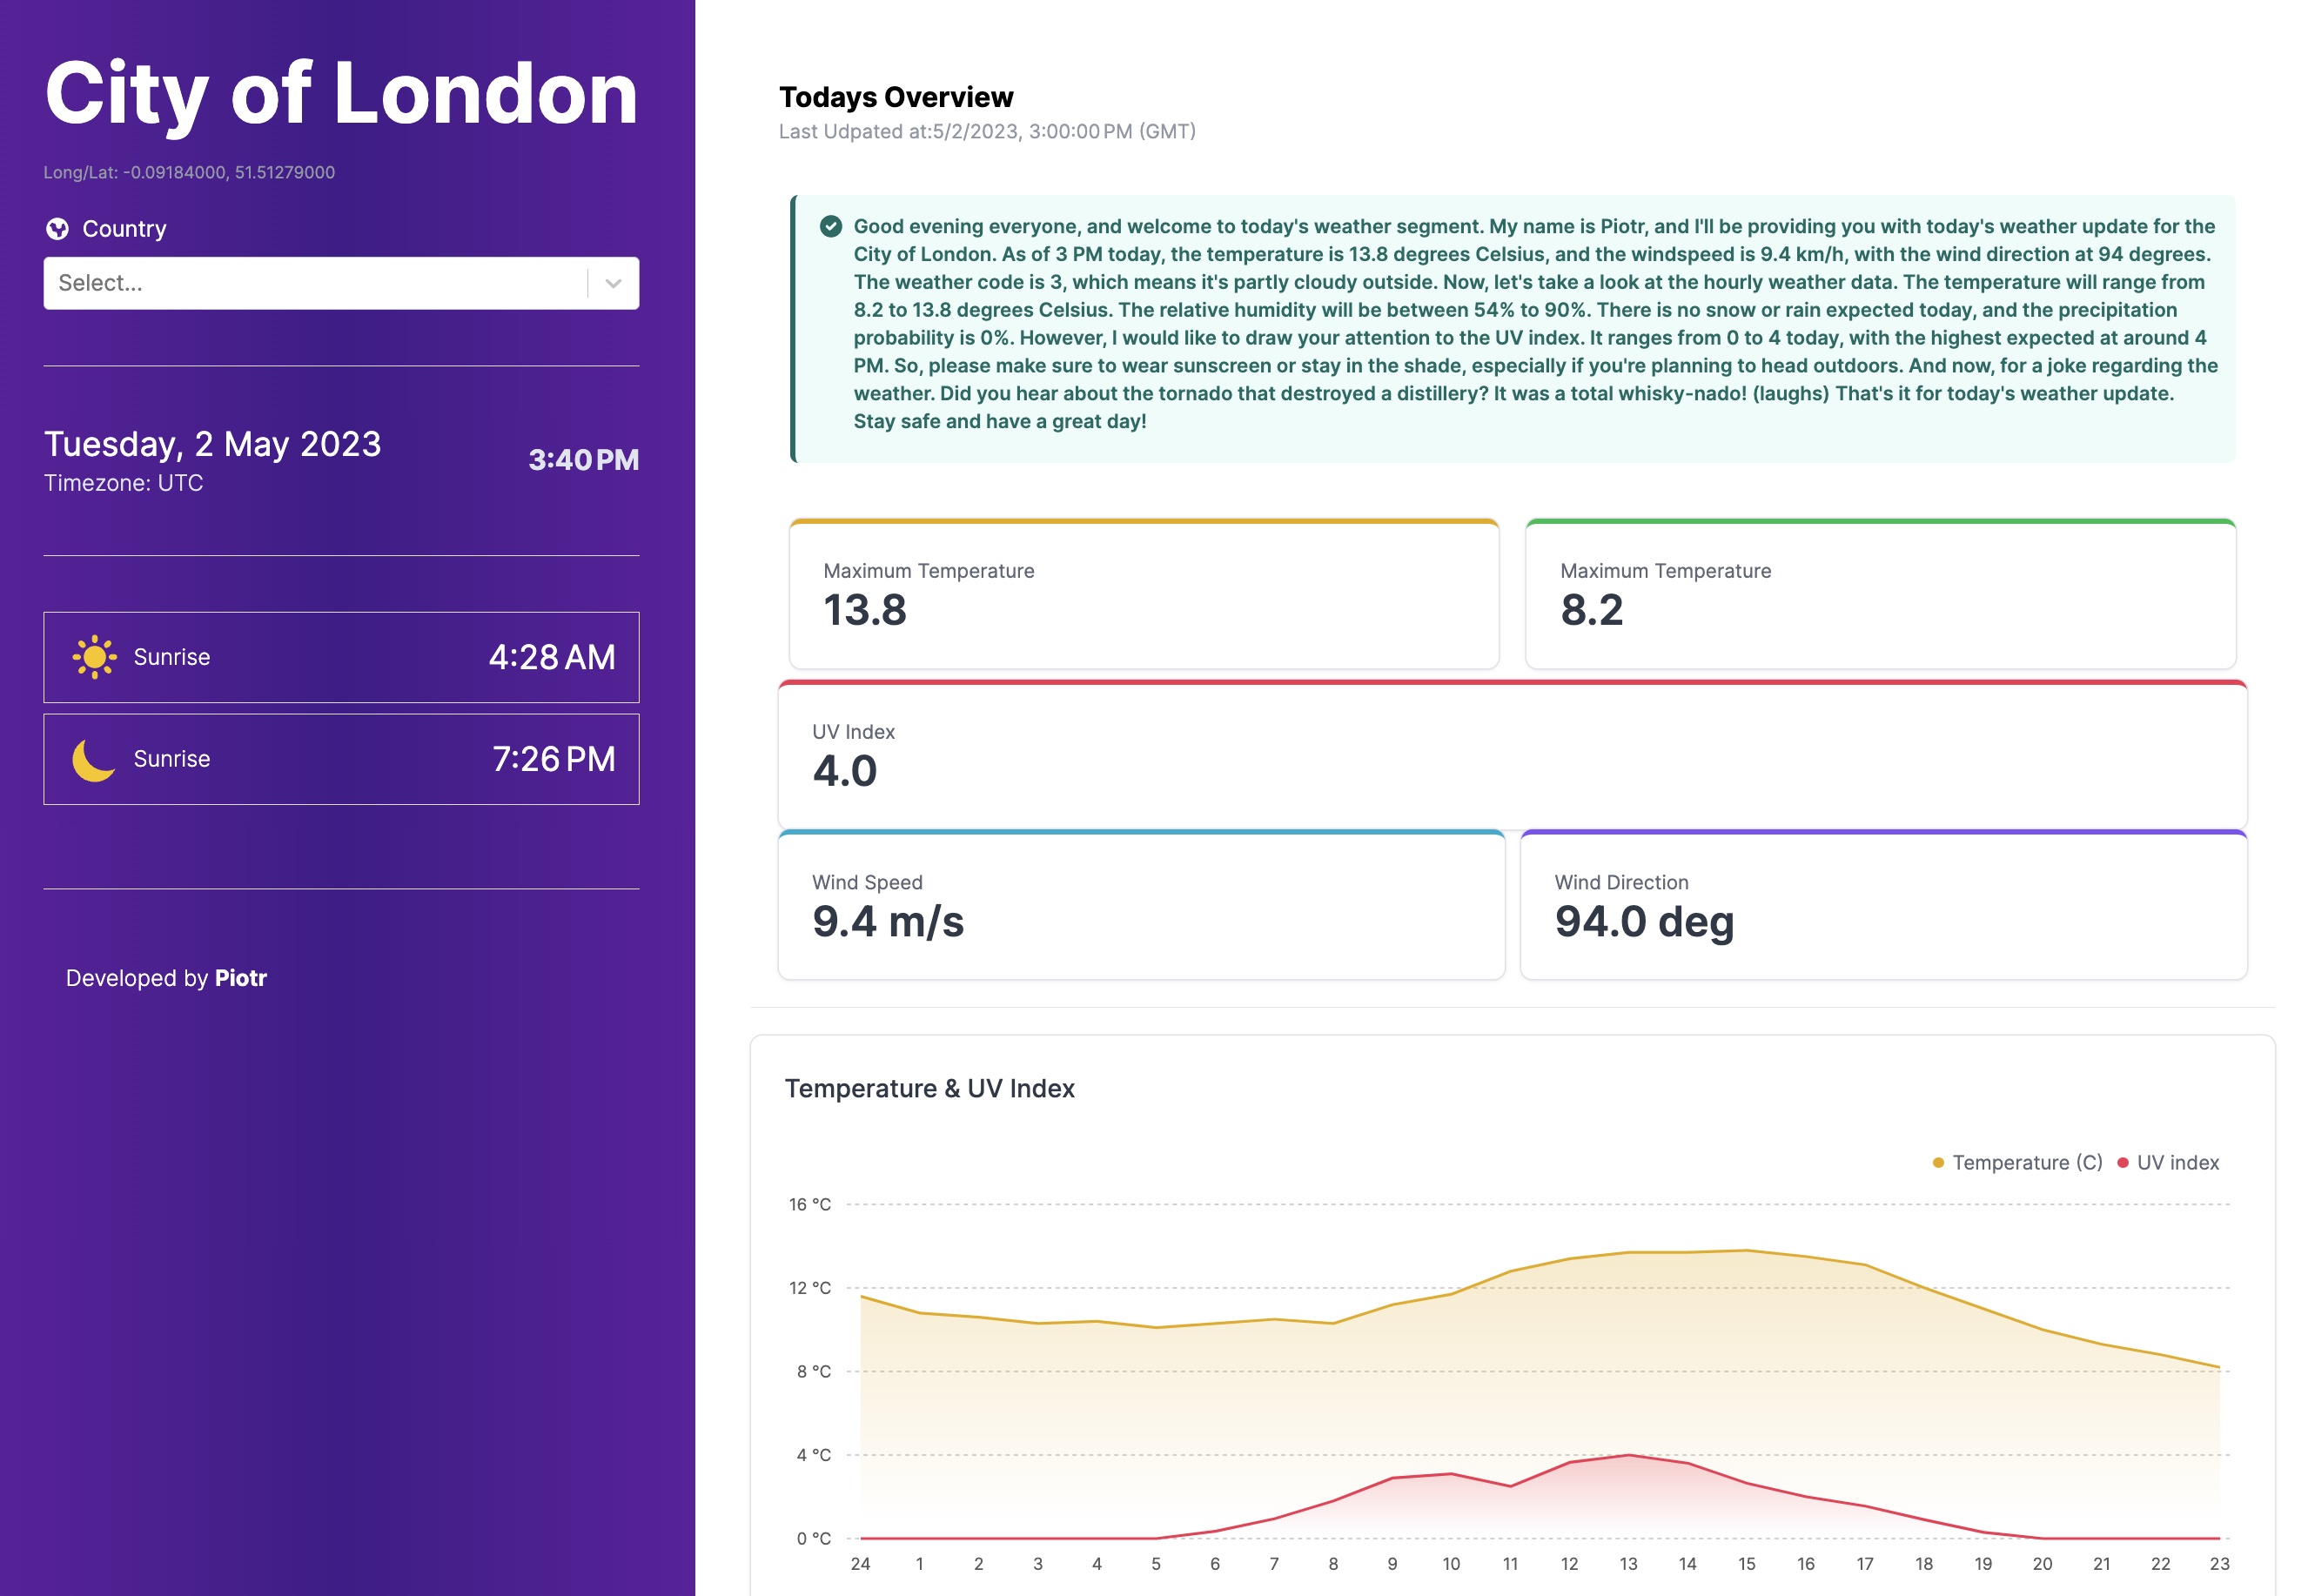 City of London
Long/Lat: -0.09184000, 51.51279000
Country
Select...
Tuesday, 2 May 2023
3:40 PM
Timezone: UTC
Sunrise
4:28 AM
Sunrise
7:26 PM
Developed by Piotr
Todays Overview
Last Udpated at:5/2/2023, 3:00:00 PM (GMT)
Good evening everyone, and welcome to today's weather segment. My name is Piotr, and I'll be providing you with today's weather update for the
City of London. As of 3 PM today, the temperature is 13.8 degrees Celsius, and the windspeed is 9.4 km/h, with the wind direction at 94 degrees.
The weather code is 3, which means it's partly cloudy outside. Now, let's take a look at the hourly weather data. The temperature will range from
8.2 to 13.8 degrees Celsius. The relative humidity will be between 54% to 90%. There is no snow or rain expected today, and the precipitation
probability is 0%. However, I would like to draw your attention to the UV index. It ranges from 0 to 4 today, with the highest expected at around 4
PM. So, please make sure to wear sunscreen or stay in the shade, especially if you're planning to head outdoors. And now, for a joke regarding the
weather. Did you hear about the tornado that destroyed a distillery? It was a total whisky-nado! (laughs) That's it for today's weather update.
Stay safe and have a great day!
Maximum Temperature
13.8
Maximum Temperature
8.2
UV Index
4.0
Wind Speed
9.4 m/s
Wind Direction
94.0 deg
Temperature & UV Index
Temperature (C) UV index
16 °C
12 °C
8 °C
4 °C
0 °C
24 1 2 3 4 5 6 7 8 9 10 11 12 13 14 15 16 17 18 19 20 21 22 23